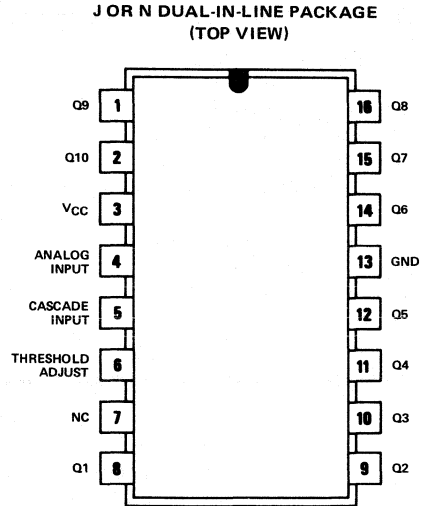 J OR N DUAL-IN-LINE PACKAGE
(TOP VIEW)
Q9 1 16 Q8
Q10 2 15 Q7
VCC 3 14 Q6
ANALOG
INPUT 4 13 GND
CASCADE
INPUT 5 12 Q5
THRESHOLD
ADJUST 6 11 Q4
NC 7 10 Q3
Q1 8 9 Q2